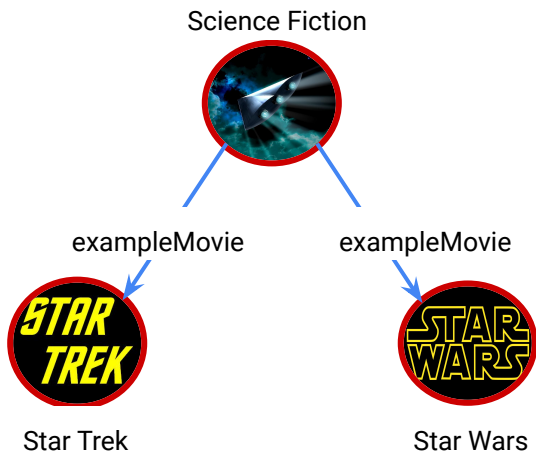 Science Fiction
exampleMovie exampleMovie
STAR
TREK
STAR
WARS
Star Trek Star Wars